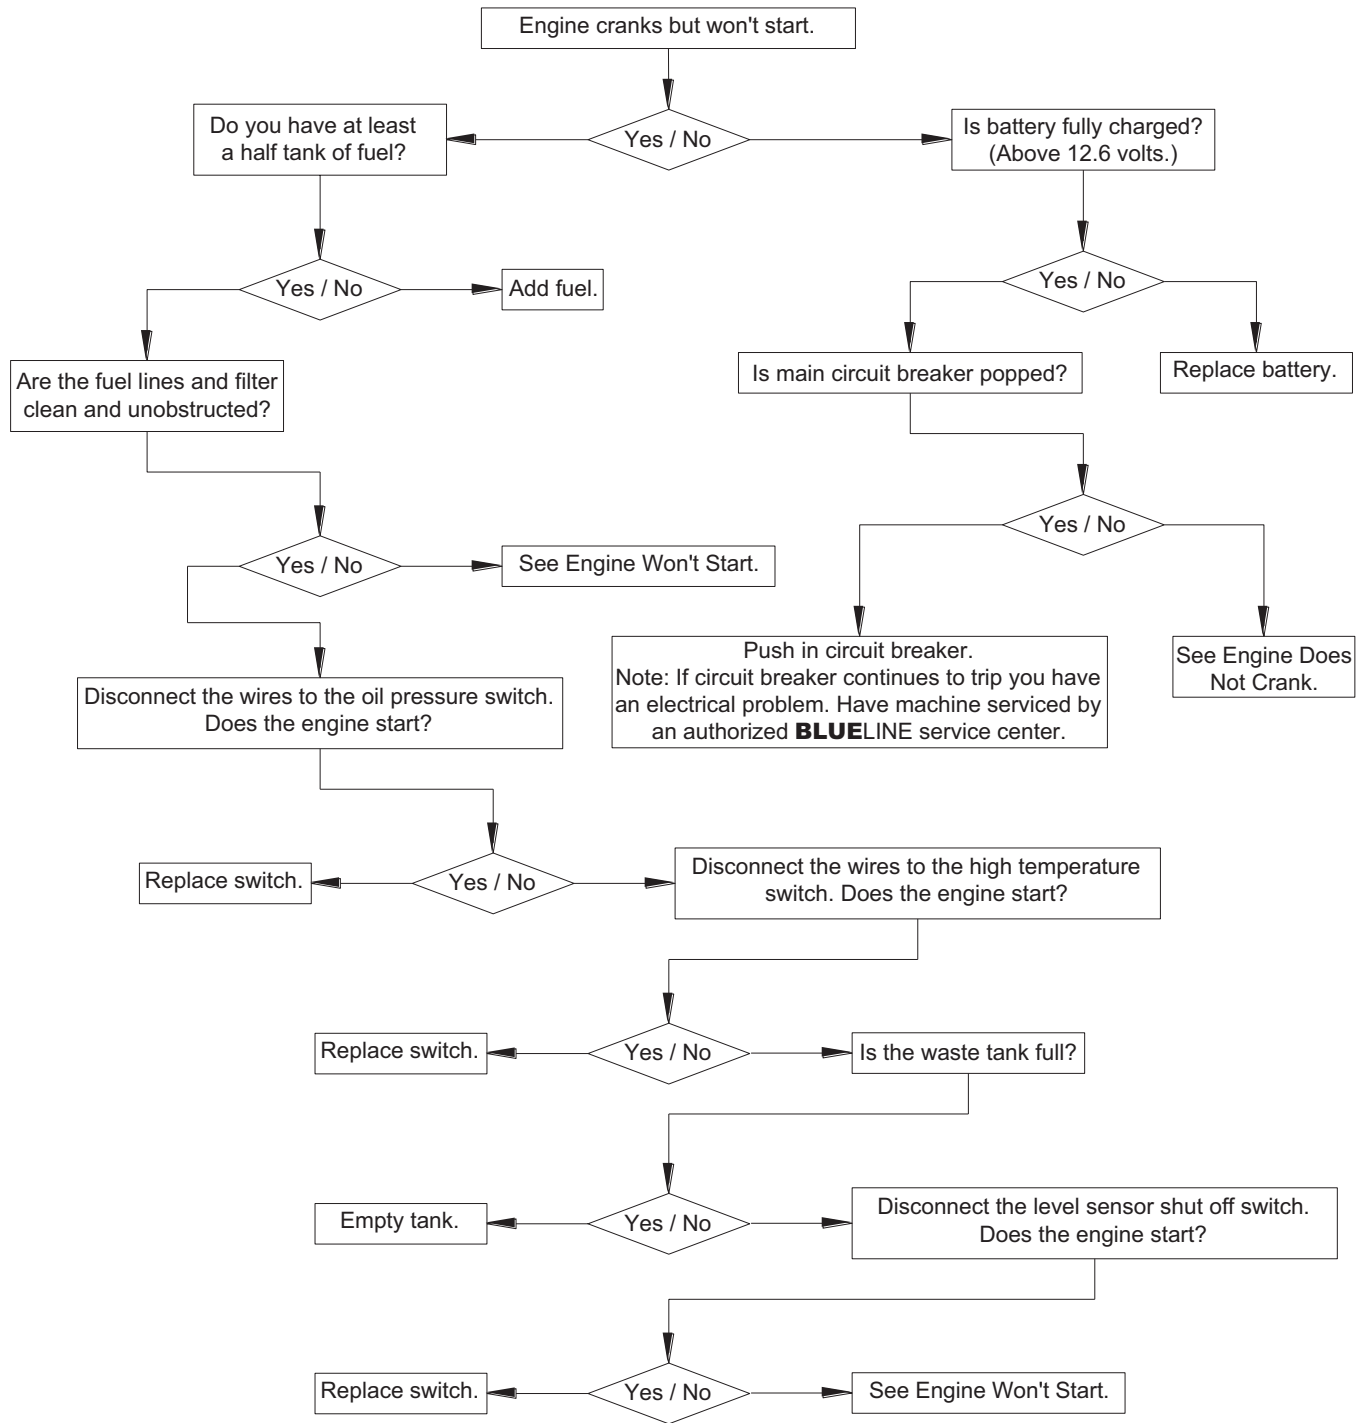 Engine cranks but won't start.
Do you have at least
a half tank of fuel?
Yes / No
Is battery fully charged?
(Above 12.6 volts.)
Yes / No
Add fuel.
Yes / No
Are the fuel lines and filter
clean and unobstructed?
Is main circuit breaker popped?
Replace battery.
Yes / No
Yes / No
See Engine Won't Start.
Push in circuit breaker.
Note: If circuit breaker continues to trip you have
an electrical problem. Have machine serviced by
an authorized BLUELINE service center.
See Engine Does
Not Crank.
Disconnect the wires to the oil pressure switch.
Does the engine start?
Replace switch.
Yes / No
Disconnect the wires to the high temperature
switch. Does the engine start?
Replace switch.
Yes / No
Is the waste tank full?
Empty tank.
Yes / No
Disconnect the level sensor shut off switch.
Does the engine start?
Replace switch.
Yes / No
See Engine Won't Start.